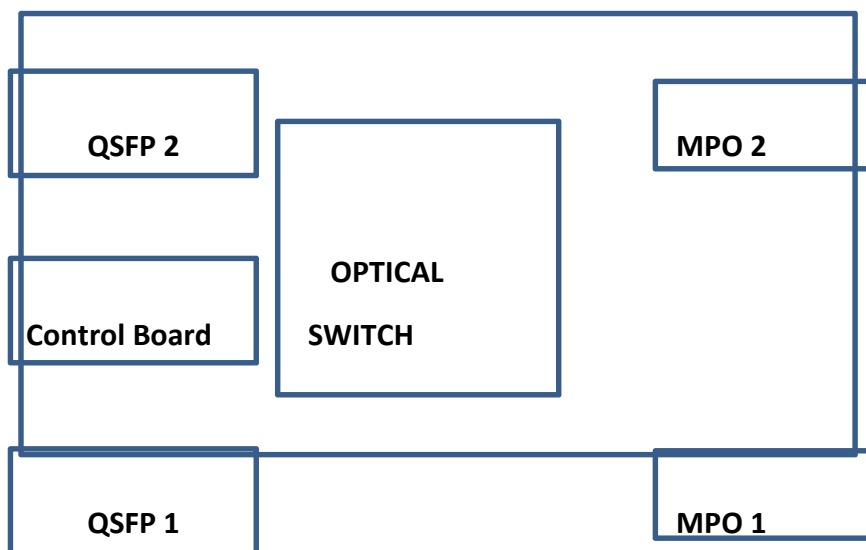 QSFP 2
MPO 2
OPTICAL
SWITCH
Control Board
QSFP 1
MPO 1